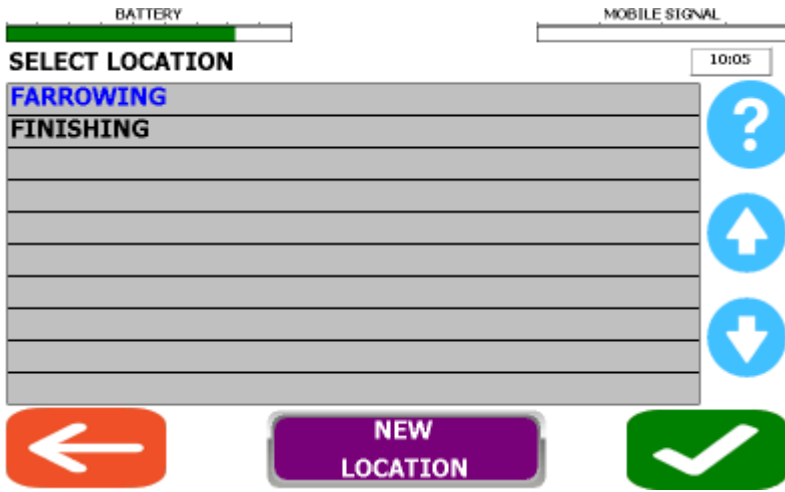 BATTERY
MOBILE SIGNAL
SELECT LOCATION
10:05
FARROWING
?
FINISHING
NEW
LOCATION